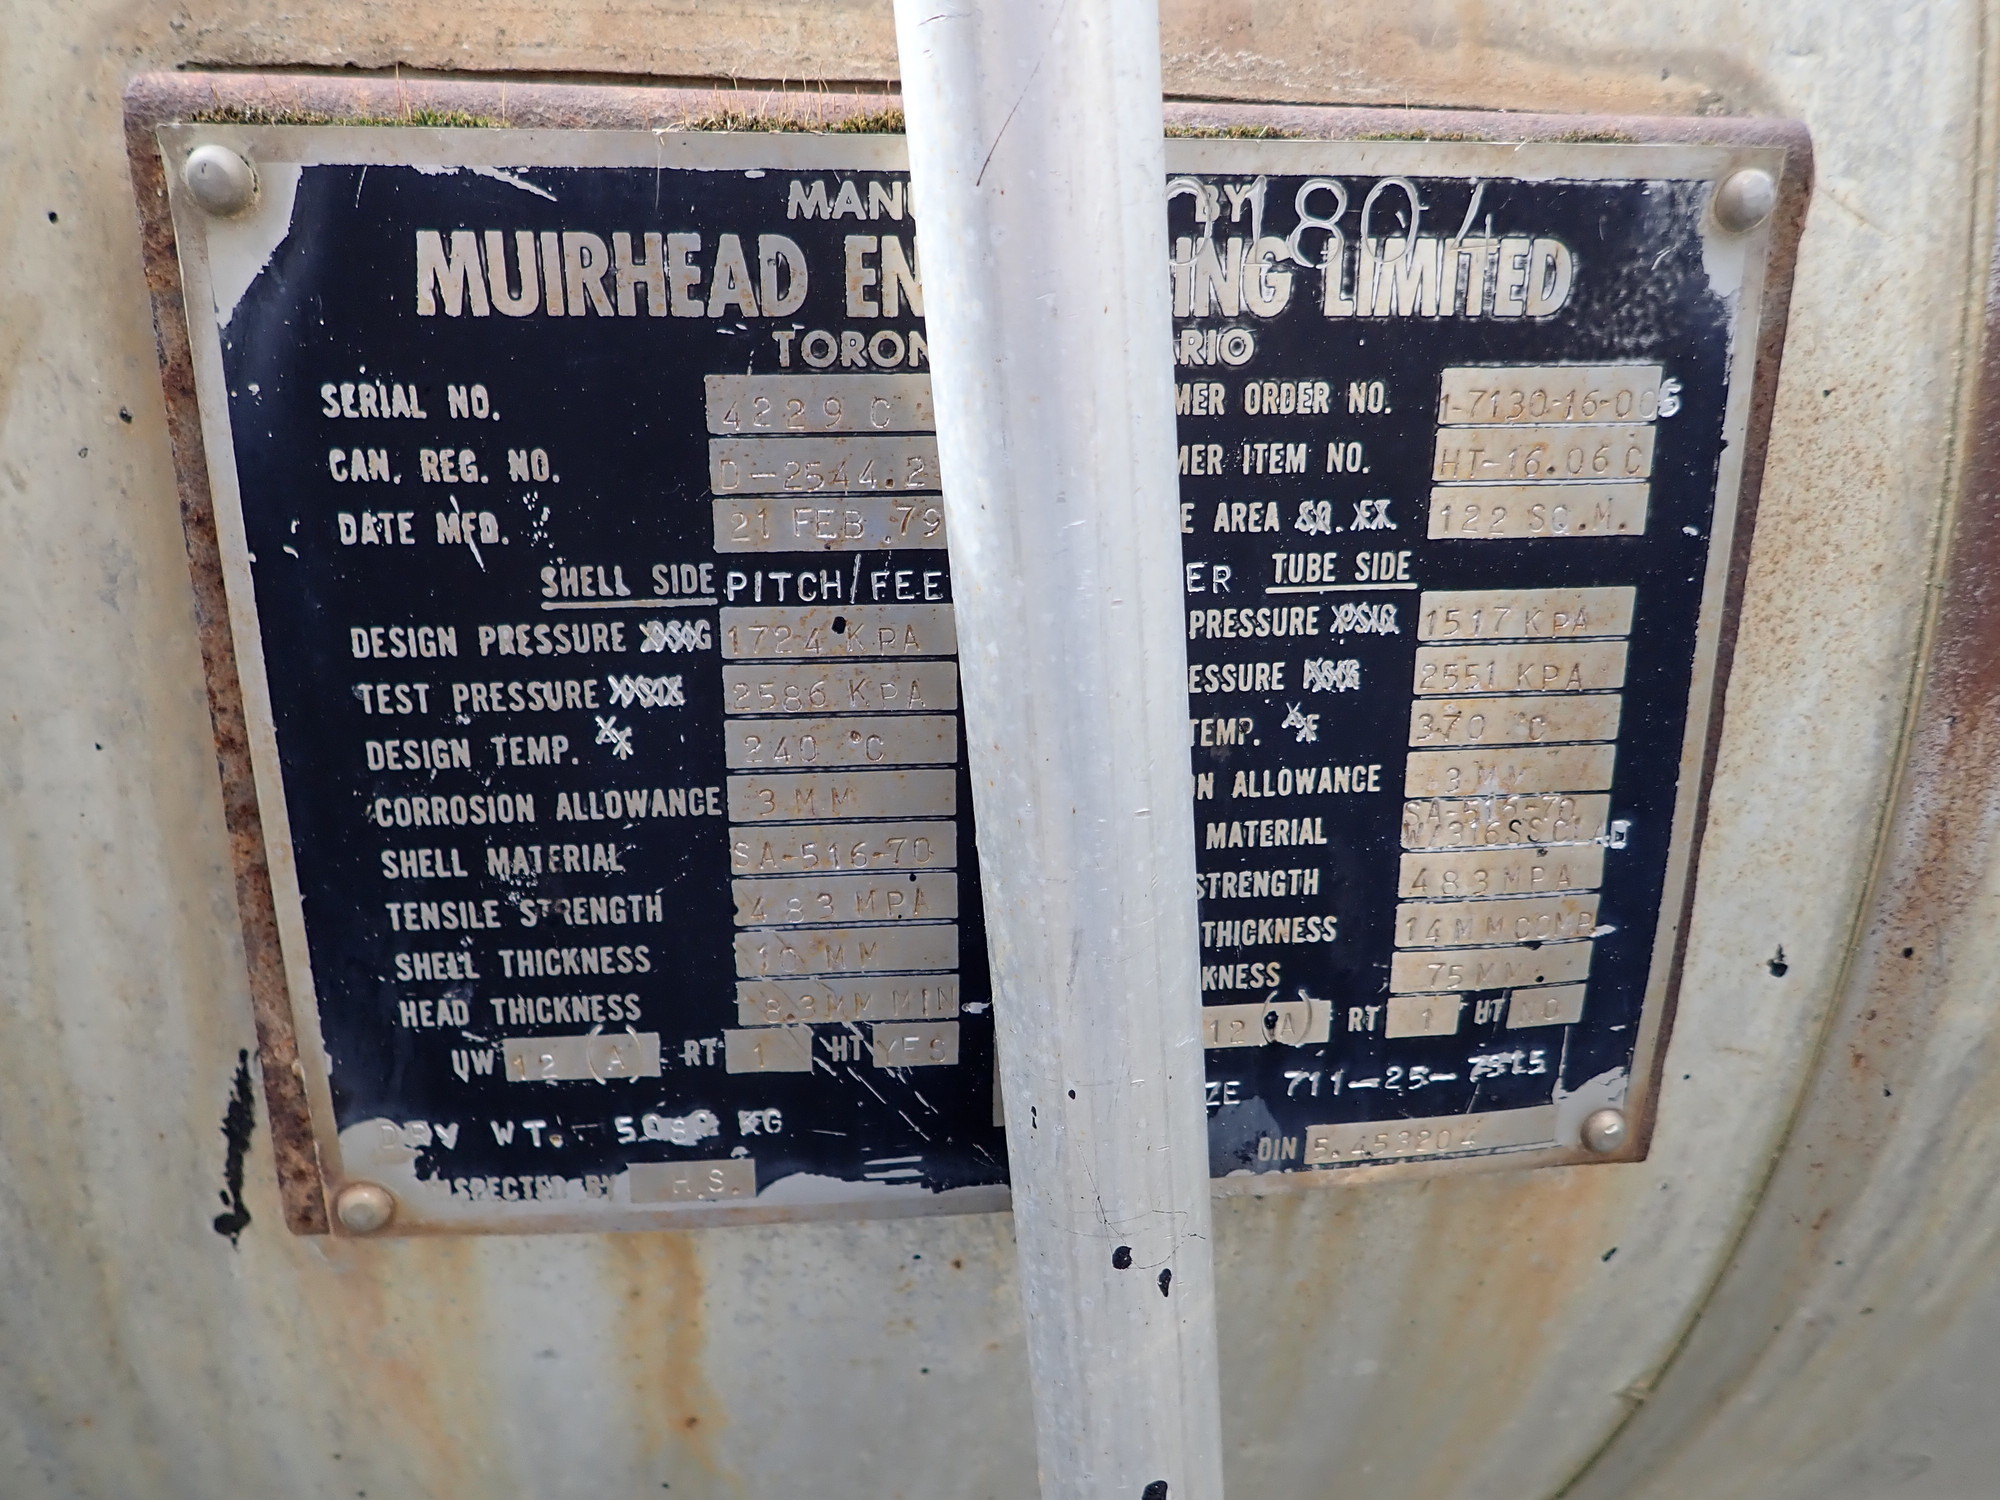 MANU BY
01804
MUIRHEAD EN ING LIMITED
TORON RIO
SERIAL NO. 4229 C MER ORDER NO. 1-7130-16-006
CAN. REG. NO. D-2544.2 MER ITEM NO. HT-16.06 C
DATE MFD. 21 FEB 79 E AREA SQ. FT. 122 SQ.M.
SHELL SIDE PITCH/FEE ER TUBE SIDE
DESIGN PRESSURE PSIG 1724 KPA PRESSURE PSIG 1517 KPA
TEST PRESSURE 2586 KPA ESSURE PSIG 2551 KPA
DESIGN TEMP. °F 240 °C TEMP. °F 370 °C
CORROSION ALLOWANCE 3 MM N ALLOWANCE 3 MM
SHELL MATERIAL SA-516-70 MATERIAL SA-516-70 W/316SS CLAD
TENSILE STRENGTH 483 MPA STRENGTH 483 MPA
SHELL THICKNESS 10 MM THICKNESS 14 MM COMP.
HEAD THICKNESS 8.3 MM MIN KNESS 75 MM
UW 12 (A) RT 1 HT YES 12 (A) RT 1 HT NO
ZE 711-25-
DRY WT. KG
OIN 5.453204
INSPECTED BY